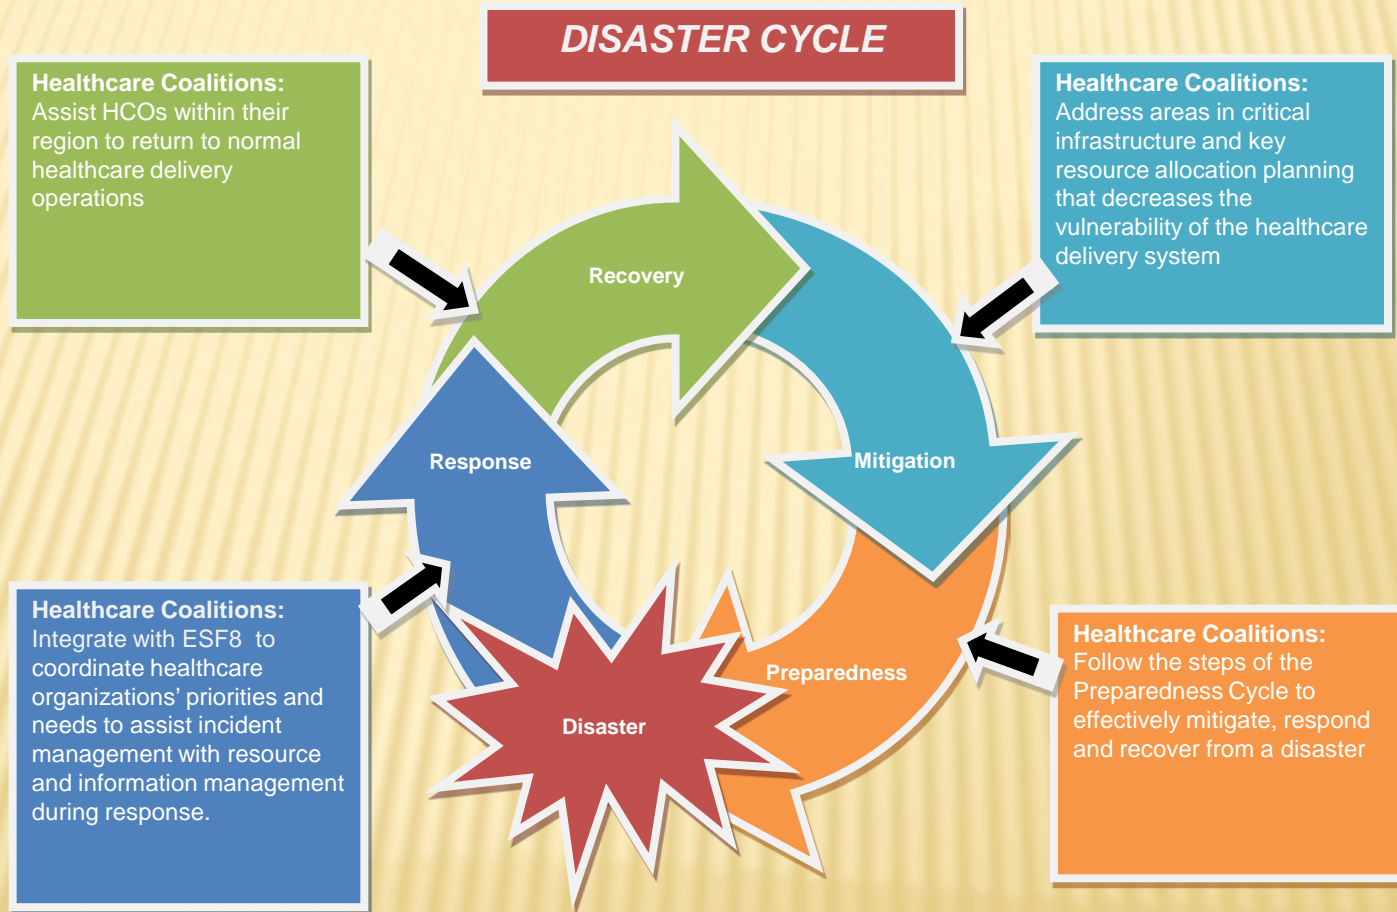 DISASTER CYCLE
Healthcare Coalitions:
Assist HCOs within their
region to return to normal
healthcare delivery
operations
Healthcare Coalitions:
Address areas in critical
infrastructure and key
resource allocation planning
that decreases the
vulnerability of the healthcare
delivery system
Recovery
Mitigation
Response
Preparedness
Disaster
Healthcare Coalitions:
Integrate with ESF8 to
coordinate healthcare
organizations’ priorities and
needs to assist incident
management with resource
and information management
during response.
Healthcare Coalitions:
Follow the steps of the
Preparedness Cycle to
effectively mitigate, respond
and recover from a disaster